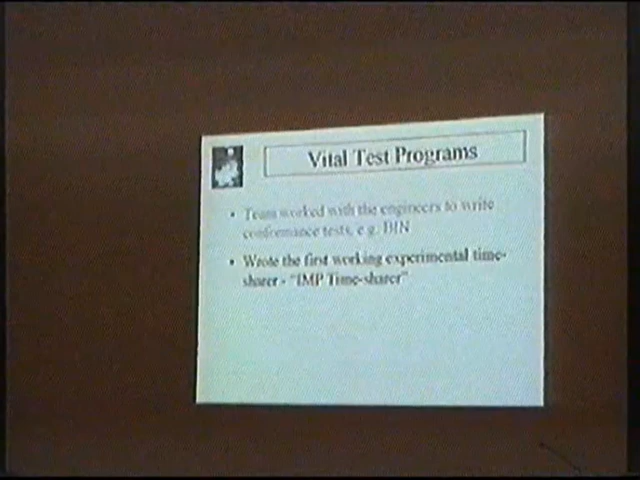 Vital Test Programs
• Team worked with the engineers to write
conformance tests, e.g. BIN
• Wrote the first working experimental time-
sharer - "IMP Time-sharer"